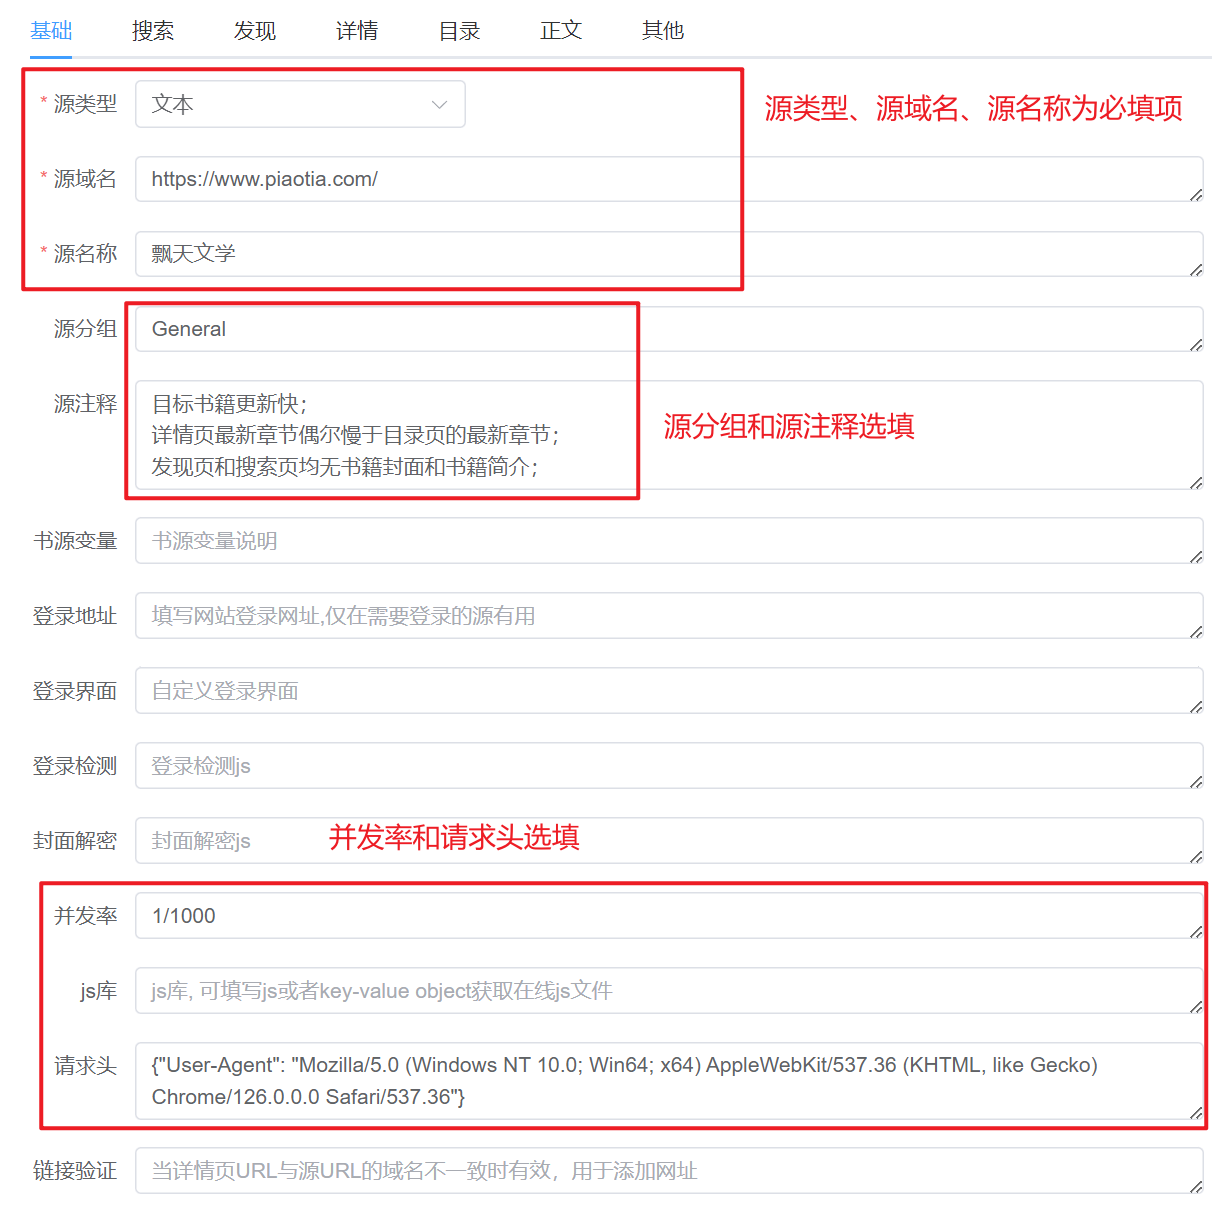 基础 搜索 发现 详情 目录 正文 其他
* 源类型 文本
源类型、源域名、源名称为必填项
* 源域名 https://www.piaotia.com/
* 源名称 飘天文学
源分组 General
源注释 目标书籍更新快；
详情页最新章节偶尔慢于目录页的最新章节；
发现页和搜索页均无书籍封面和书籍简介；
源分组和源注释选填
书源变量 书源变量说明
登录地址 填写网站登录网址,仅在需要登录的源有用
登录界面 自定义登录界面
登录检测 登录检测js
封面解密 封面解密js
并发率和请求头选填
并发率 1/1000
js库 js库, 可填写js或者key-value object获取在线js文件
请求头 {"User-Agent": "Mozilla/5.0 (Windows NT 10.0; Win64; x64) AppleWebKit/537.36 (KHTML, like Gecko)
Chrome/126.0.0.0 Safari/537.36"}
链接验证 当详情页URL与源URL的域名不一致时有效，用于添加网址